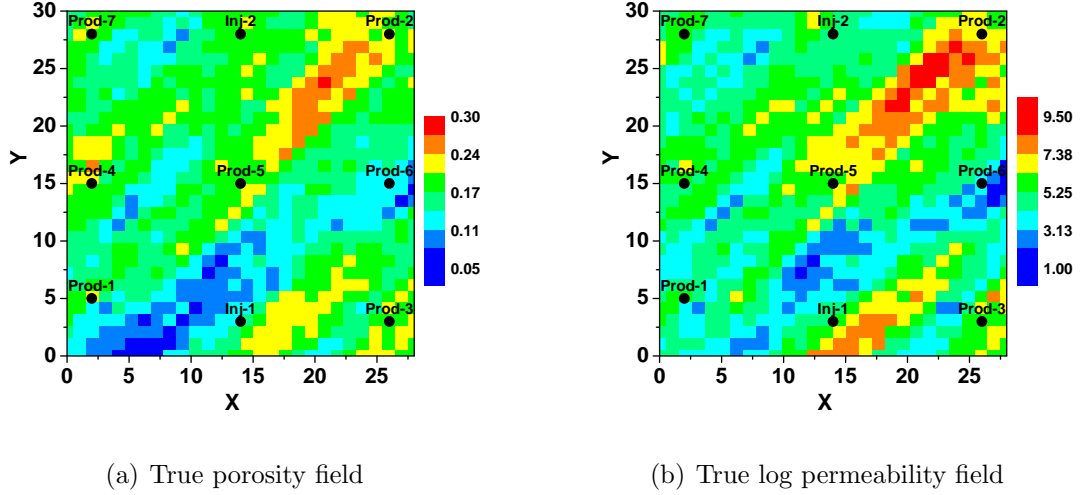 30
25
20
15
10
5
0
Y
Prod-7
Inj-2
Prod-2
Prod-4
Prod-5
Prod-6
Prod-1
Inj-1
Prod-3
0 5 10 15 20 25
X
0.30
0.24
0.17
0.11
0.05
(a) True porosity field
30
25
20
15
10
5
0
Y
Prod-7
Inj-2
Prod-2
Prod-4
Prod-5
Prod-6
Prod-1
Inj-1
Prod-3
0 5 10 15 20 25
X
9.50
7.38
5.25
3.13
1.00
(b) True log permeability field